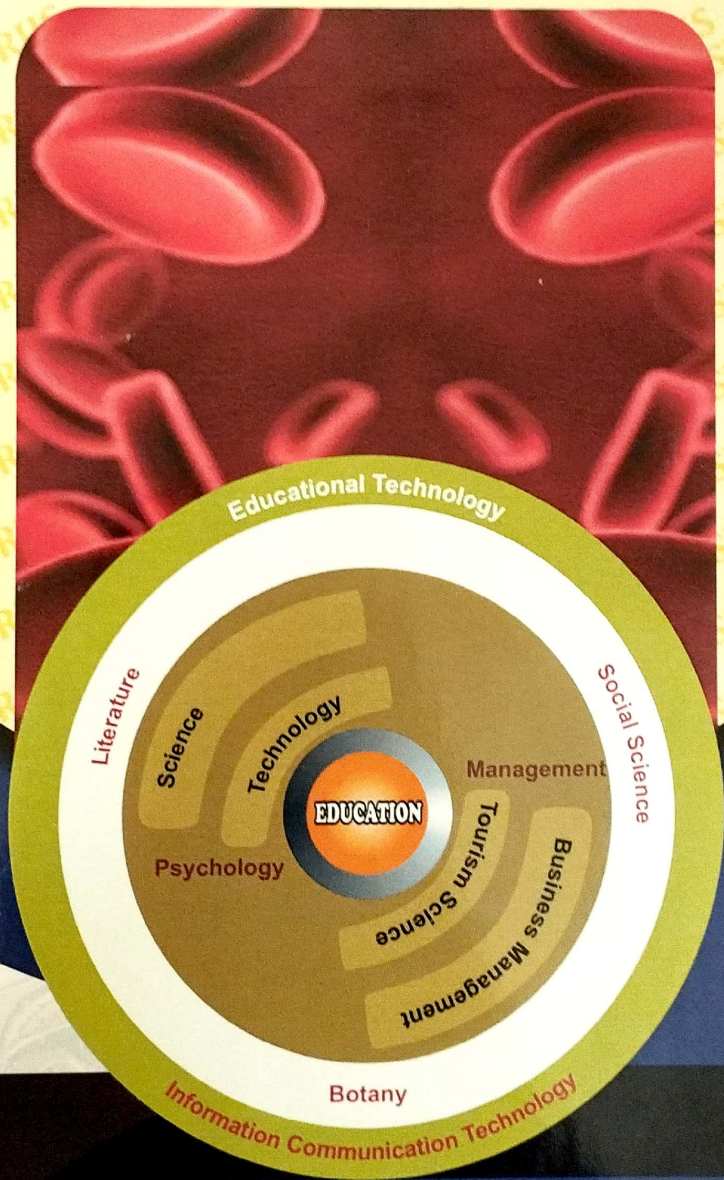 Educational Technology
Literature
Social Science
Science
Technology
Management
EDUCATION
Psychology
Tourism Science
Business Management
Botany
Information Communication Technology